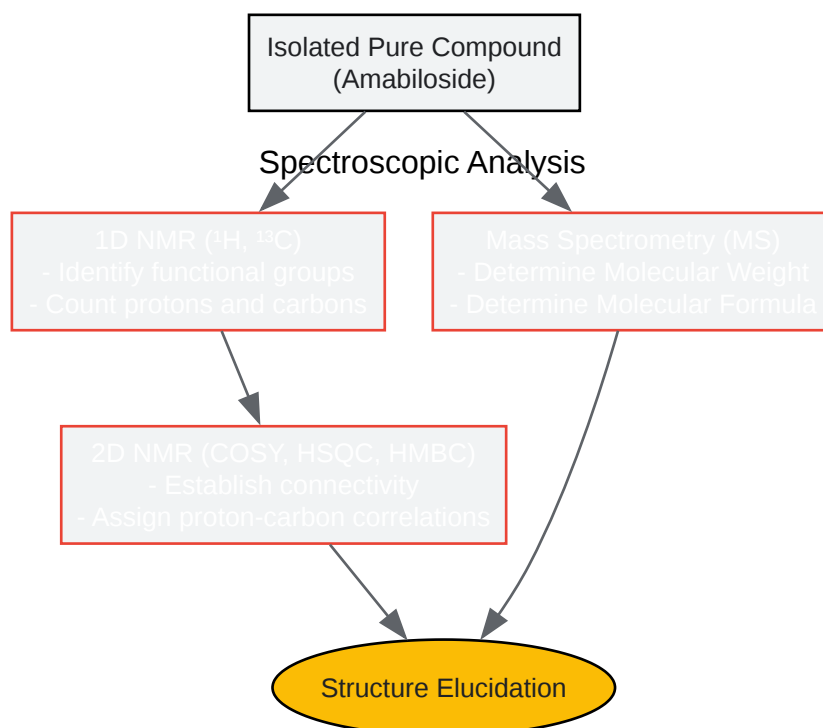 Isolated Pure Compound
(Amabiloside)
Spectroscopic Analysis
1D NMR (¹H, ¹³C)
- Identify functional groups
- Count protons and carbons
Mass Spectrometry (MS)
- Determine Molecular Weight
- Determine Molecular Formula
2D NMR (COSY, HSQC, HMBC)
- Establish connectivity
- Assign proton-carbon correlations
Structure Elucidation